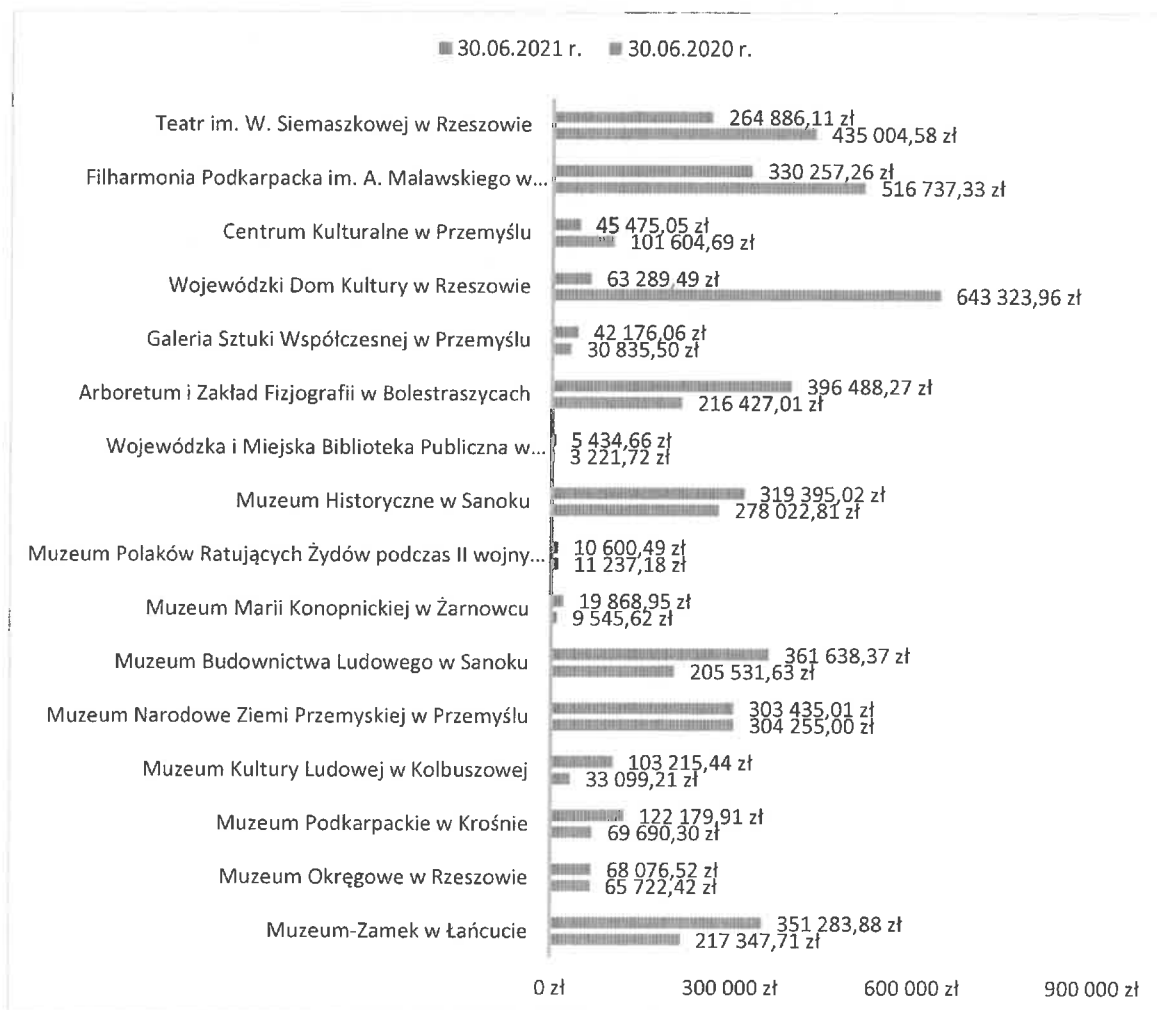 30.06.2021 r. 30.06.2020 r.
Teatr im. W. Siemaszkowej w Rzeszowie
264 886,11 zł
435 004,58 zł
Filharmonia Podkarpacka im. A. Malawskiego w...
330 257,26 zł
516 737,33 zł
Centrum Kulturalne w Przemyślu
45 475,05 zł
101 604,69 zł
Wojewódzki Dom Kultury w Rzeszowie
63 289,49 zł
643 323,96 zł
Galeria Sztuki Współczesnej w Przemyślu
42 176,06 zł
30 835,50 zł
Arboretum i Zakład Fizjografii w Bolestraszycach
396 488,27 zł
216 427,01 zł
Wojewódzka i Miejska Biblioteka Publiczna w...
5 434,66 zł
3 221,72 zł
Muzeum Historyczne w Sanoku
319 395,02 zł
278 022,81 zł
Muzeum Polaków Ratujących Żydów podczas II wojny...
10 600,49 zł
11 237,18 zł
Muzeum Marii Konopnickiej w Żarnowcu
19 868,95 zł
9 545,62 zł
Muzeum Budownictwa Ludowego w Sanoku
361 638,37 zł
205 531,63 zł
Muzeum Narodowe Ziemi Przemyskiej w Przemyślu
303 435,01 zł
304 255,00 zł
Muzeum Kultury Ludowej w Kolbuszowej
103 215,44 zł
33 099,21 zł
Muzeum Podkarpackie w Krośnie
122 179,91 zł
69 690,30 zł
Muzeum Okręgowe w Rzeszowie
68 076,52 zł
65 722,42 zł
Muzeum-Zamek w Łańcucie
351 283,88 zł
217 347,71 zł
0 zł 300 000 zł 600 000 zł 900 000 zł